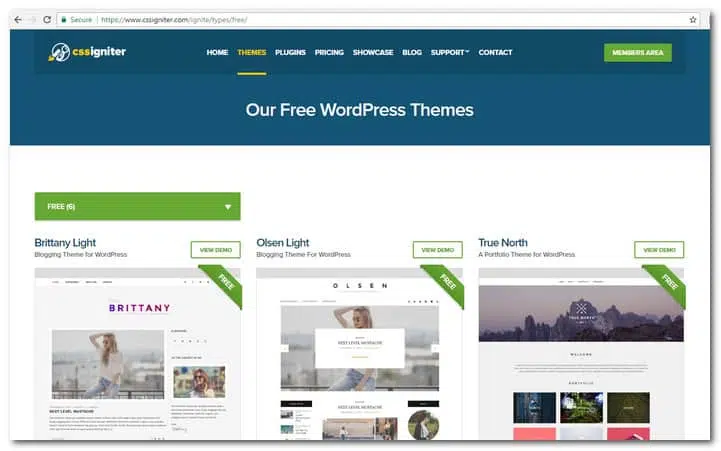 Secure | https://www.cssigniter.com/ignite/types/free/
cssigniter
HOME THEMES PLUGINS PRICING SHOWCASE BLOG SUPPORT CONTACT MEMBERS AREA
Our Free WordPress Themes
FREE (6)
Brittany Light
Blogging Theme for WordPress
VIEW DEMO
FREE
BRITTANY
NEXT LEVEL MUSTACHE
Olsen Light
Blogging Theme For WordPress
VIEW DEMO
FREE
OLSEN
NEXT LEVEL MUSTACHE
NEXT LEVEL MUSTACHE
True North
A Portfolio Theme for WordPress
VIEW DEMO
FREE
TRUE NORTH
WELCOME
PORTFOLIO